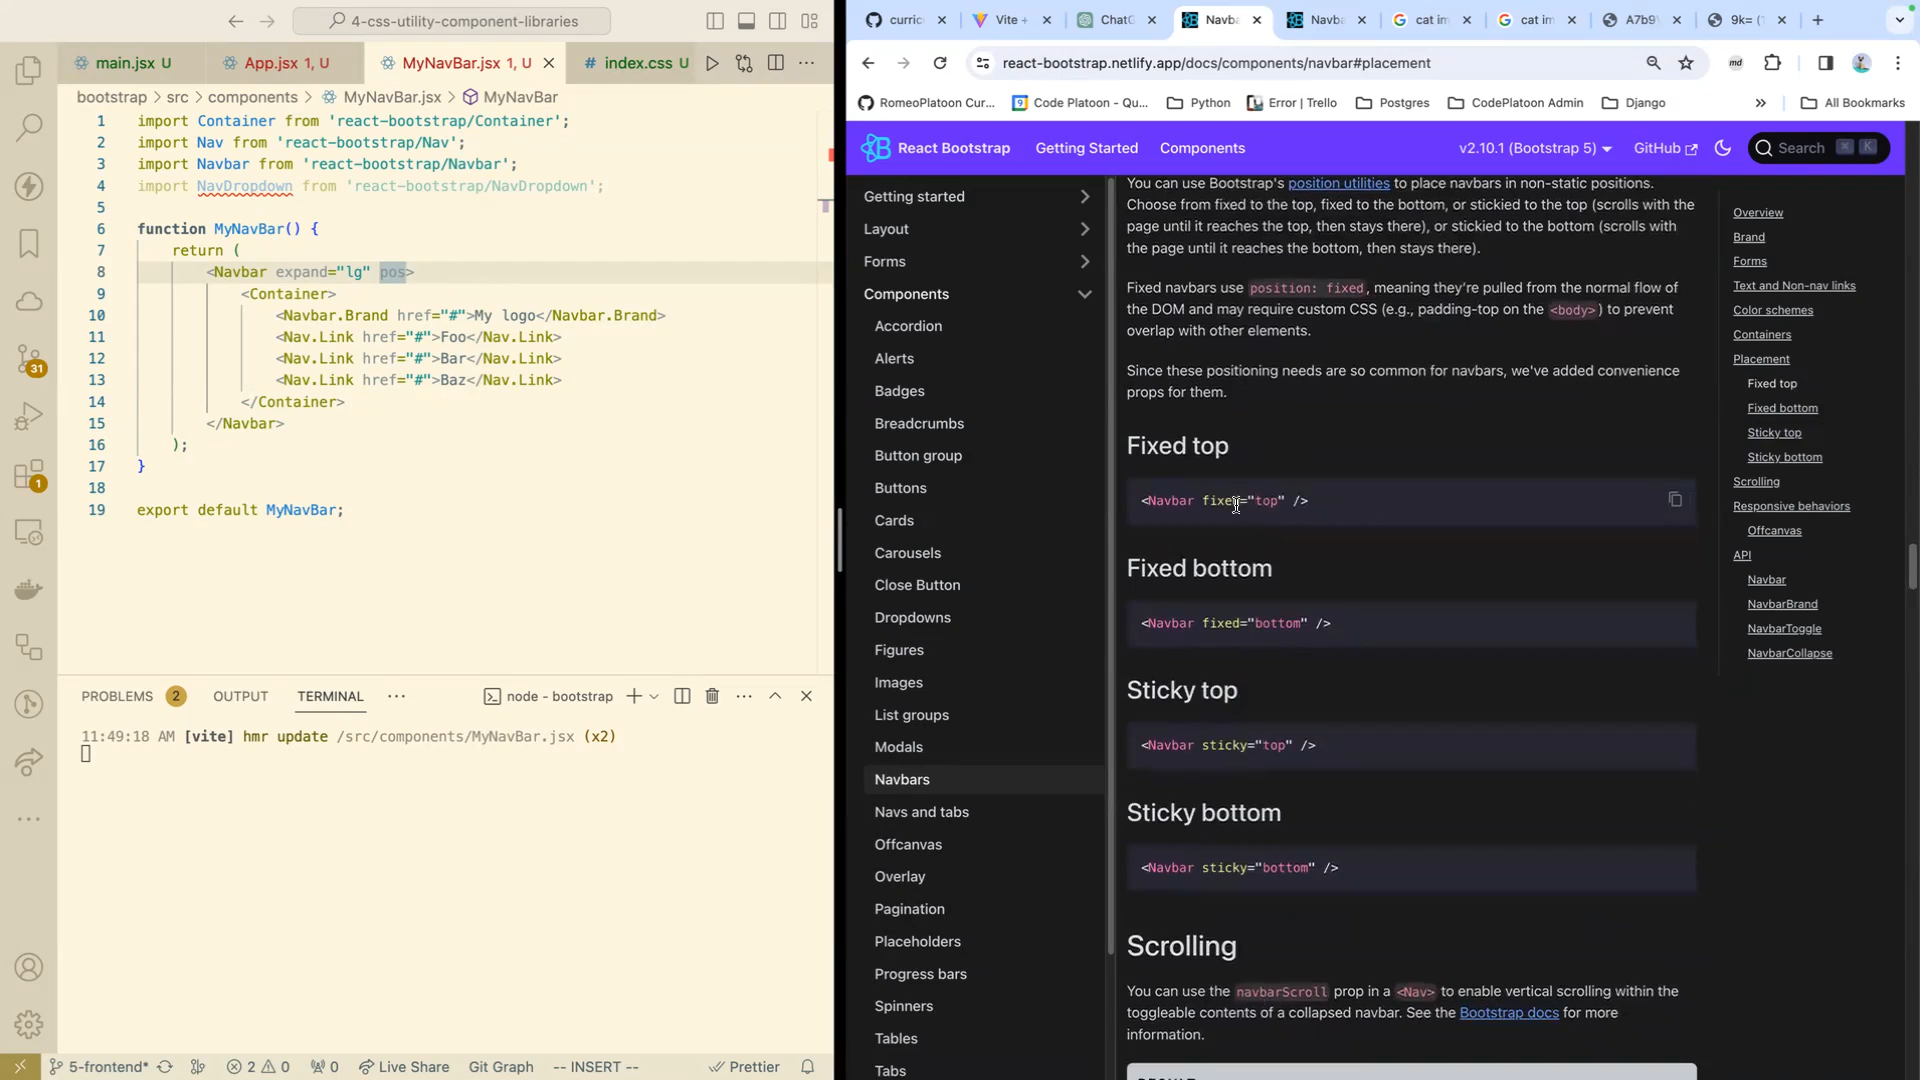 4-css-utility-component-libraries
main.jsx U
App.jsx 1, U
MyNavBar.jsx 1, U
index.css U
bootstrap > src > components > MyNavBar.jsx > MyNavBar
1 import Container from 'react-bootstrap/Container';
2 import Nav from 'react-bootstrap/Nav';
3 import Navbar from 'react-bootstrap/Navbar';
4 import NavDropdown from 'react-bootstrap/NavDropdown';
5
6 function MyNavBar() {
7 return (
8 <Navbar expand="lg" pos>
9 <Container>
10 <Navbar.Brand href="#">My logo</Navbar.Brand>
11 <Nav.Link href="#">Foo</Nav.Link>
12 <Nav.Link href="#">Bar</Nav.Link>
13 <Nav.Link href="#">Baz</Nav.Link>
14 </Container>
15 </Navbar>
16 );
17 }
18
19 export default MyNavBar;
31
1
PROBLEMS 2
OUTPUT
TERMINAL
node - bootstrap
11:49:18 AM [vite] hmr update /src/components/MyNavBar.jsx (x2)
5-frontend*
2
0
0
Live Share
Git Graph
-- INSERT --
Prettier
curric
Vite +
ChatG
Navba
Navba
cat im
cat im
A7b9
9k= (
react-bootstrap.netlify.app/docs/components/navbar#placement
md
RomeoPlatoon Cur...
Code Platoon - Qu...
Python
Error | Trello
Postgres
CodePlatoon Admin
Django
All Bookmarks
React Bootstrap
Getting Started
Components
v2.10.1 (Bootstrap 5)
GitHub
Search
⌘ K
Getting started
Layout
Forms
Components
Accordion
Alerts
Badges
Breadcrumbs
Button group
Buttons
Cards
Carousels
Close Button
Dropdowns
Figures
Images
List groups
Modals
Navbars
Navs and tabs
Offcanvas
Overlay
Pagination
Placeholders
Progress bars
Spinners
Tables
Tabs
You can use Bootstrap's position utilities to place navbars in non-static positions.
Choose from fixed to the top, fixed to the bottom, or stickied to the top (scrolls with the
page until it reaches the top, then stays there), or stickied to the bottom (scrolls with
the page until it reaches the bottom, then stays there).
Fixed navbars use position: fixed, meaning they're pulled from the normal flow of
the DOM and may require custom CSS (e.g., padding-top on the <body>) to prevent
overlap with other elements.
Since these positioning needs are so common for navbars, we've added convenience
props for them.
Fixed top
<Navbar fixed="top" />
Fixed bottom
<Navbar fixed="bottom" />
Sticky top
<Navbar sticky="top" />
Sticky bottom
<Navbar sticky="bottom" />
Scrolling
You can use the navbarScroll prop in a <Nav> to enable vertical scrolling within the
toggleable contents of a collapsed navbar. See the Bootstrap docs for more
information.
Overview
Brand
Forms
Text and Non-nav links
Color schemes
Containers
Placement
Fixed top
Fixed bottom
Sticky top
Sticky bottom
Scrolling
Responsive behaviors
Offcanvas
API
Navbar
NavbarBrand
NavbarToggle
NavbarCollapse